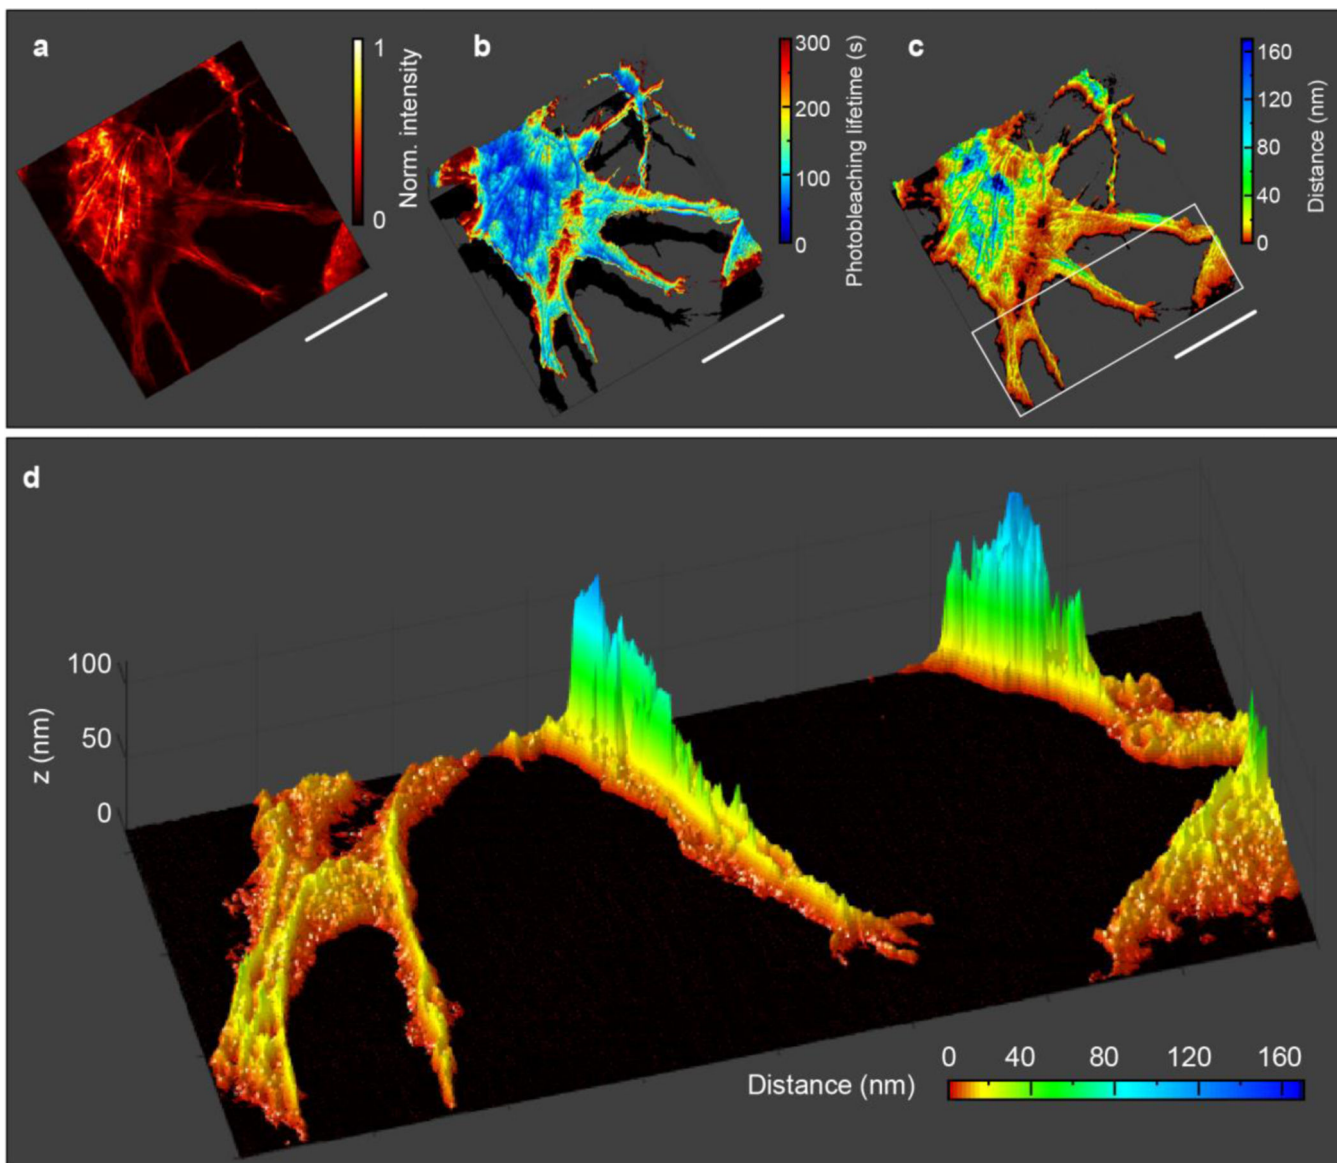 a
1
Norm. intensity
0
b
300
200
100
0
Photobleaching lifetime (s)
c
160
120
80
40
0
Distance (nm)
d
100
50
0
z (nm)
0 40 80 120 160
Distance (nm)